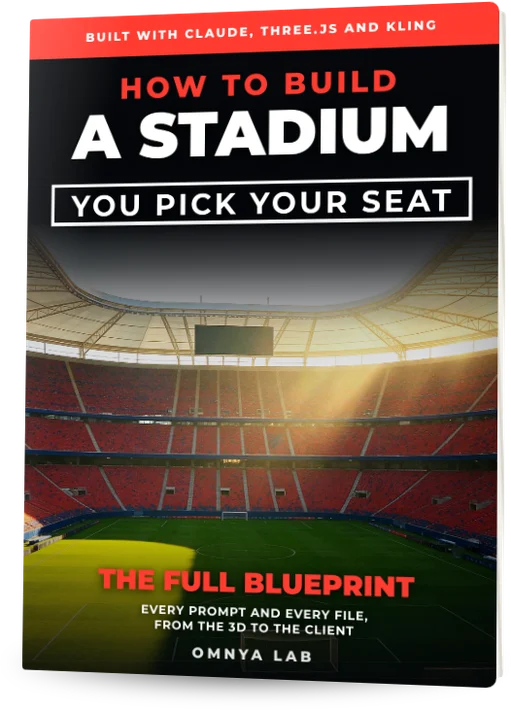 BUILT WITH CLAUDE, THREE.JS AND KLING
HOW TO BUILD
A STADIUM
YOU PICK YOUR SEAT
THE FULL BLUEPRINT
EVERY PROMPT AND EVERY FILE,
FROM THE 3D TO THE CLIENT
OMNYA LAB